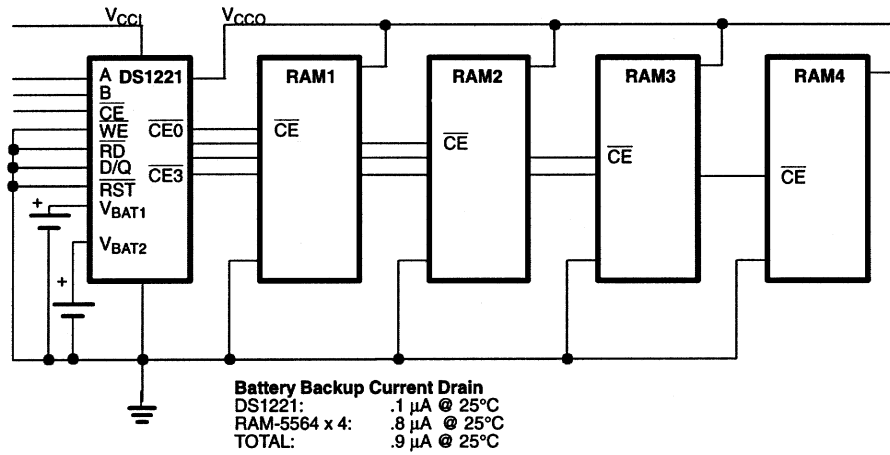 VCCI VCCO
A DS1221 RAM1 RAM2 RAM3 RAM4
B
CE
WE CE0 CE
RD CE
D/Q CE3 CE
RST CE
+ VBAT1
VBAT2
+
Battery Backup Current Drain
DS1221: .1 µA @ 25°C
RAM-5564 x 4: .8 µA @ 25°C
TOTAL: .9 µA @ 25°C